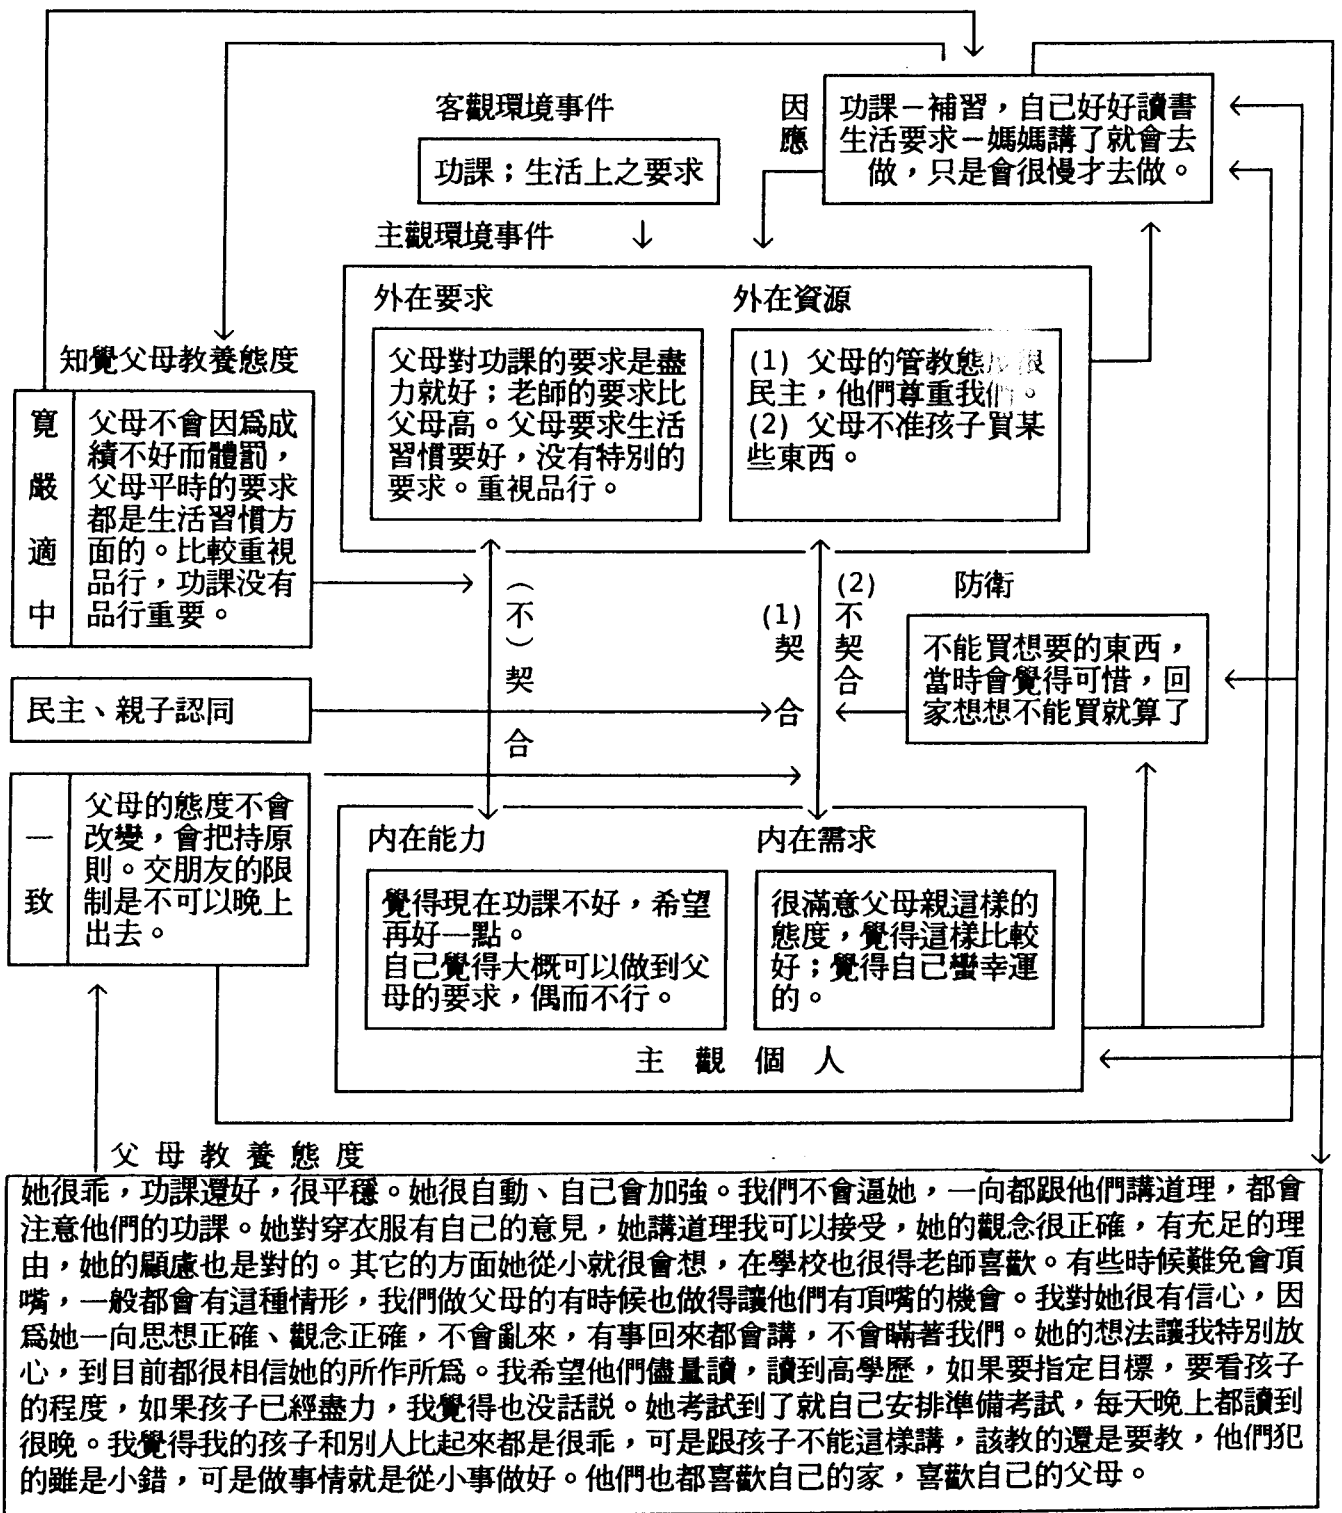 客觀環境事件
功課；生活上之要求
因應
功課－補習，自己好好讀書
生活要求－媽媽講了就會去
做，只是會很慢才去做。
主觀環境事件
外在要求
父母對功課的要求是盡
力就好；老師的要求比
父母高。父母要求生活
習慣要好，没有特別的
要求。重視品行。
外在資源
(1) 父母的管教態度很
民主，他們尊重我們。
(2) 父母不准孩子買某
些東西。
知覺父母教養態度
寬嚴適中
父母不會因爲成
績不好而體罰，
父母平時的要求
都是生活習慣方
面的。比較重視
品行，功課没有
品行重要。
民主、親子認同
一致
父母的態度不會
改變，會把持原
則。交朋友的限
制是不可以晚上
出去。
（不）契合
(1)契合
(2)不契合
防衛
不能買想要的東西，
當時會覺得可惜，回
家想想不能買就算了
内在能力
覺得現在功課不好，希望
再好一點。
自己覺得大概可以做到父
母的要求，偶而不行。
内在需求
很滿意父母親這樣的
態度，覺得這樣比較
好；覺得自己蠻幸運
的。
主觀個人
父母教養態度
她很乖，功課還好，很平穩。她很自動、自己會加強。我們不會逼她，一向都跟他們講道理，都會
注意他們的功課。她對穿衣服有自己的意見，她講道理我可以接受，她的觀念很正確，有充足的理
由，她的顧慮也是對的。其它的方面她從小就很會想，在學校也很得老師喜歡。有些時候難免會頂
嘴，一般都會有這種情形，我們做父母的有時候也做得讓他們有頂嘴的機會。我對她很有信心，因
爲她一向思想正確、觀念正確，不會亂來，有事回來都會講，不會瞞著我們。她的想法讓我特別放
心，到目前都很相信她的所作所爲。我希望他們儘量讀，讀到高學歷，如果要指定目標，要看孩子
的程度，如果孩子已經盡力，我覺得也没話説。她考試到了就自己安排準備考試，每天晚上都讀到
很晚。我覺得我的孩子和別人比起來都是很乖，可是跟孩子不能這樣講，該教的還是要教，他們犯
的雖是小錯，可是做事情就是從小事做好。他們也都喜歡自己的家，喜歡自己的父母。